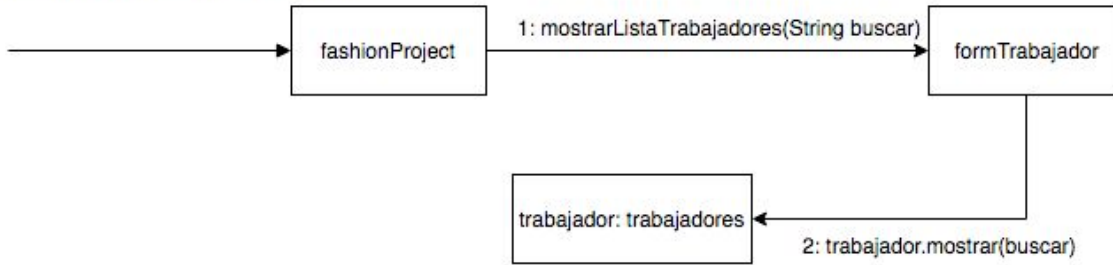 1: mostrarListaTrabajadores(String buscar)
fashionProject
formTrabajador
trabajador: trabajadores
2: trabajador.mostrar(buscar)